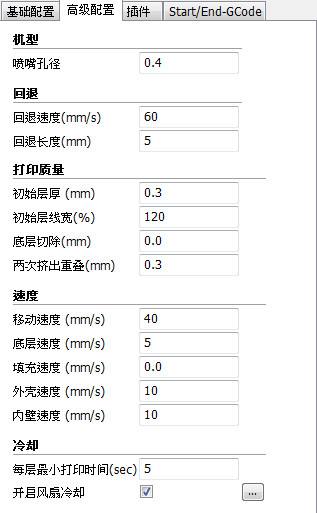 基础配置 高级配置 插件 Start/End-GCode
机型
喷嘴孔径 0.4
回退
回退速度(mm/s) 60
回退长度(mm) 5
打印质量
初始层厚 (mm) 0.3
初始层线宽(%) 120
底层切除(mm) 0.0
两次挤出重叠(mm) 0.3
速度
移动速度 (mm/s) 40
底层速度 (mm/s) 5
填充速度 (mm/s) 0.0
外壳速度 (mm/s) 10
内壁速度 (mm/s) 10
冷却
每层最小打印时间(sec) 5
开启风扇冷却 ...